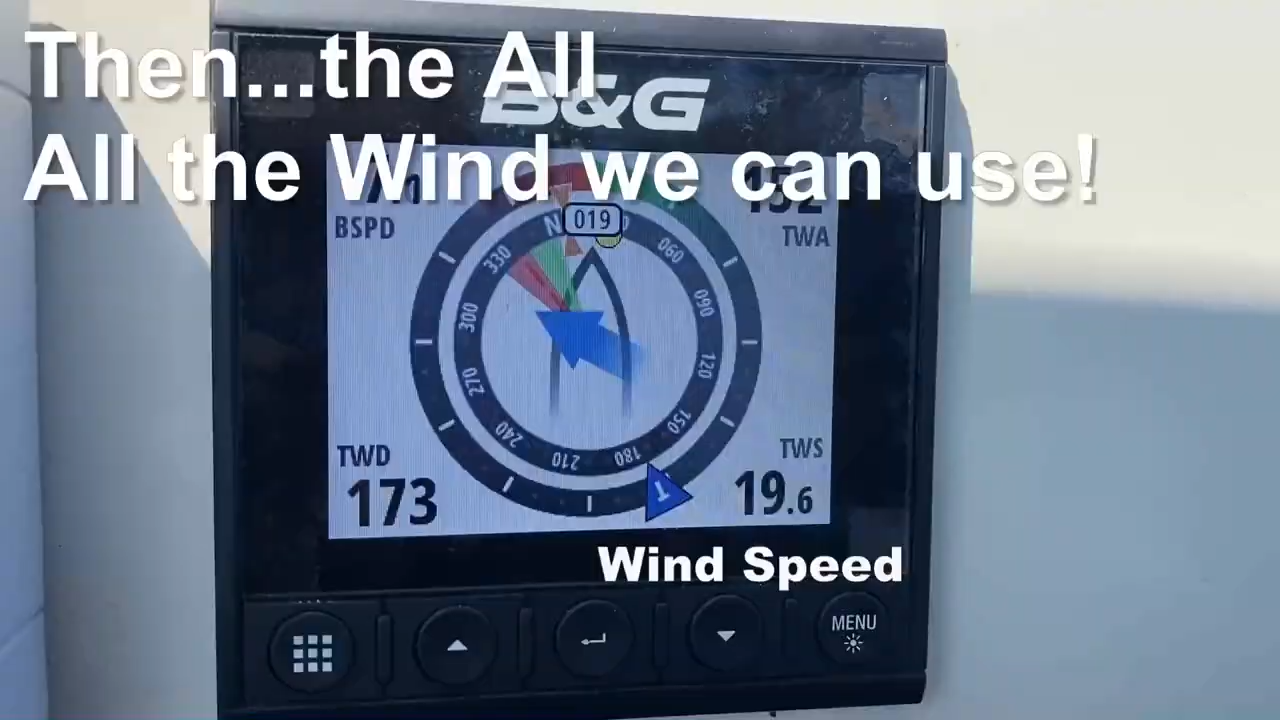 Then...the All
B&G
All the Wind we can use!
152
BSPD
TWA
019
N
330
060
300
090
270
120
240
150
210
180
T
TWD
TWS
173
19.6
Wind Speed
MENU